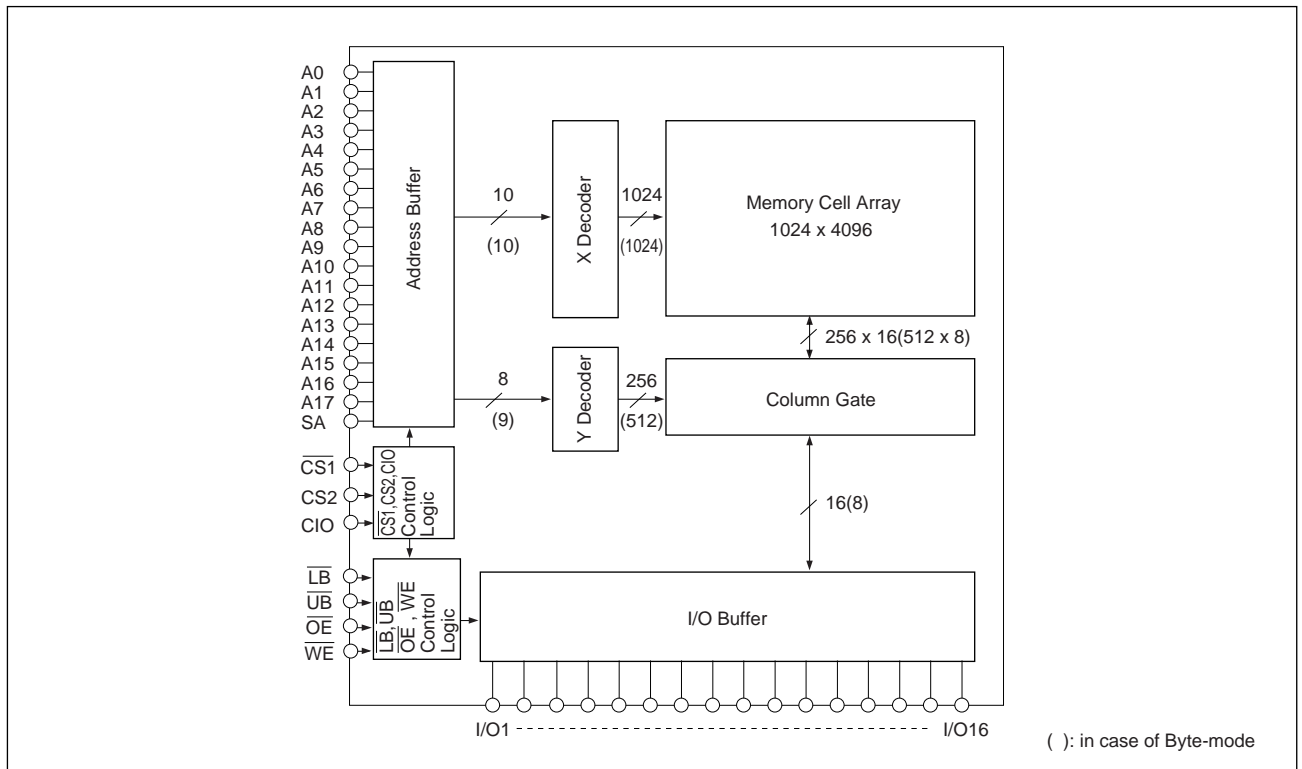 A0
A1
A2
A3
A4
A5
A6
A7
A8
A9
A10
A11
A12
A13
A14
A15
A16
A17
SA
CS1
CS2
CIO
LB
UB
OE
WE
Address Buffer
CS1,CS2,CIO
Control
Logic
LB,UB
OE , WE
Control
Logic
10
(10)
X Decoder
1024
(1024)
Memory Cell Array
1024 x 4096
256 x 16(512 x 8)
8
(9)
Y Decoder
256
(512)
Column Gate
16(8)
I/O Buffer
I/O1
I/O16
( ): in case of Byte-mode